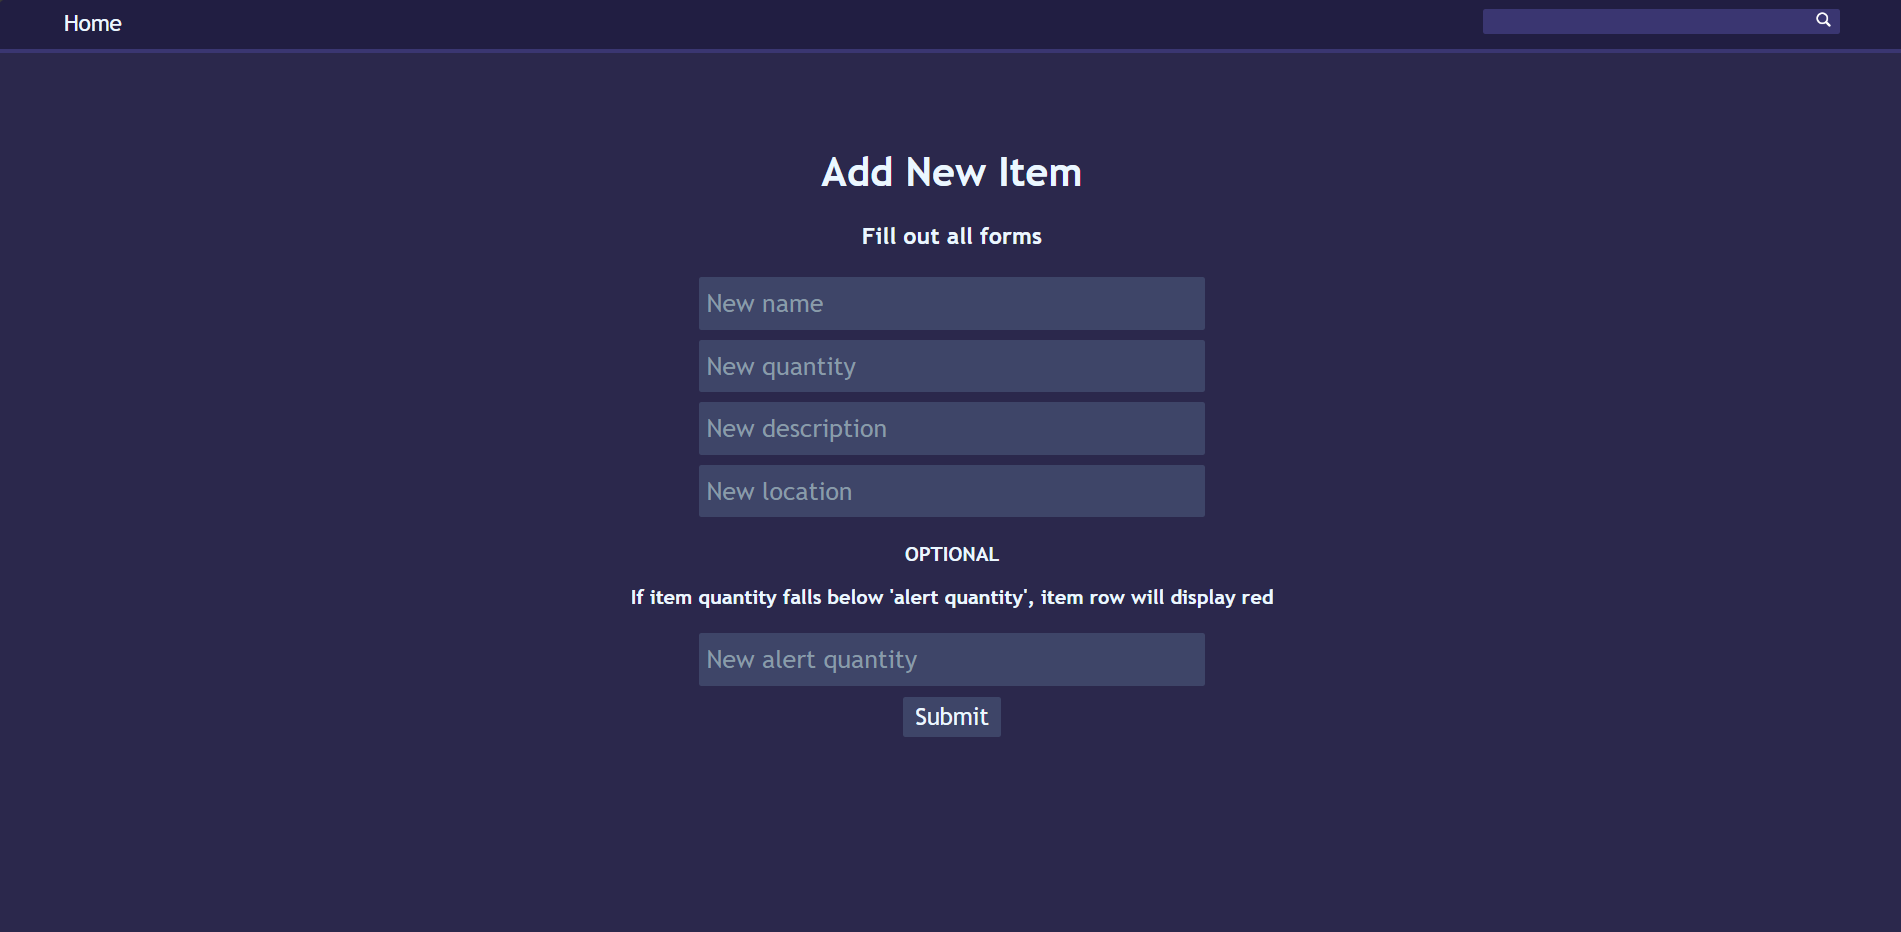 Home
Add New Item
Fill out all forms
New name
New quantity
New description
New location
OPTIONAL
If item quantity falls below 'alert quantity', item row will display red
New alert quantity
Submit